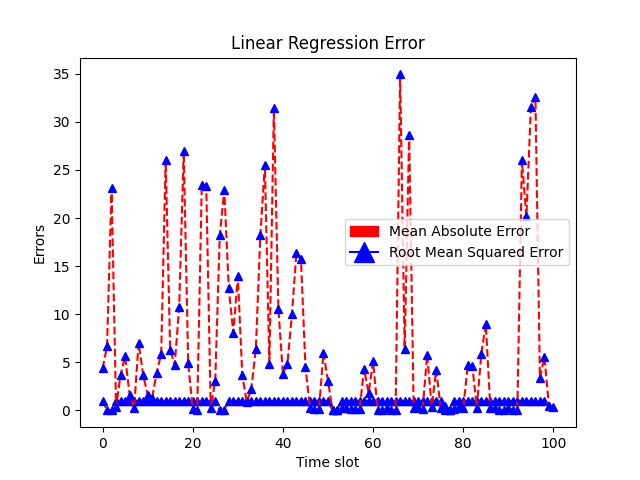 Linear Regression Error
35
30
25
20
15
10
5
0
Errors
Mean Absolute Error
Root Mean Squared Error
0 20 40 60 80 100
Time slot